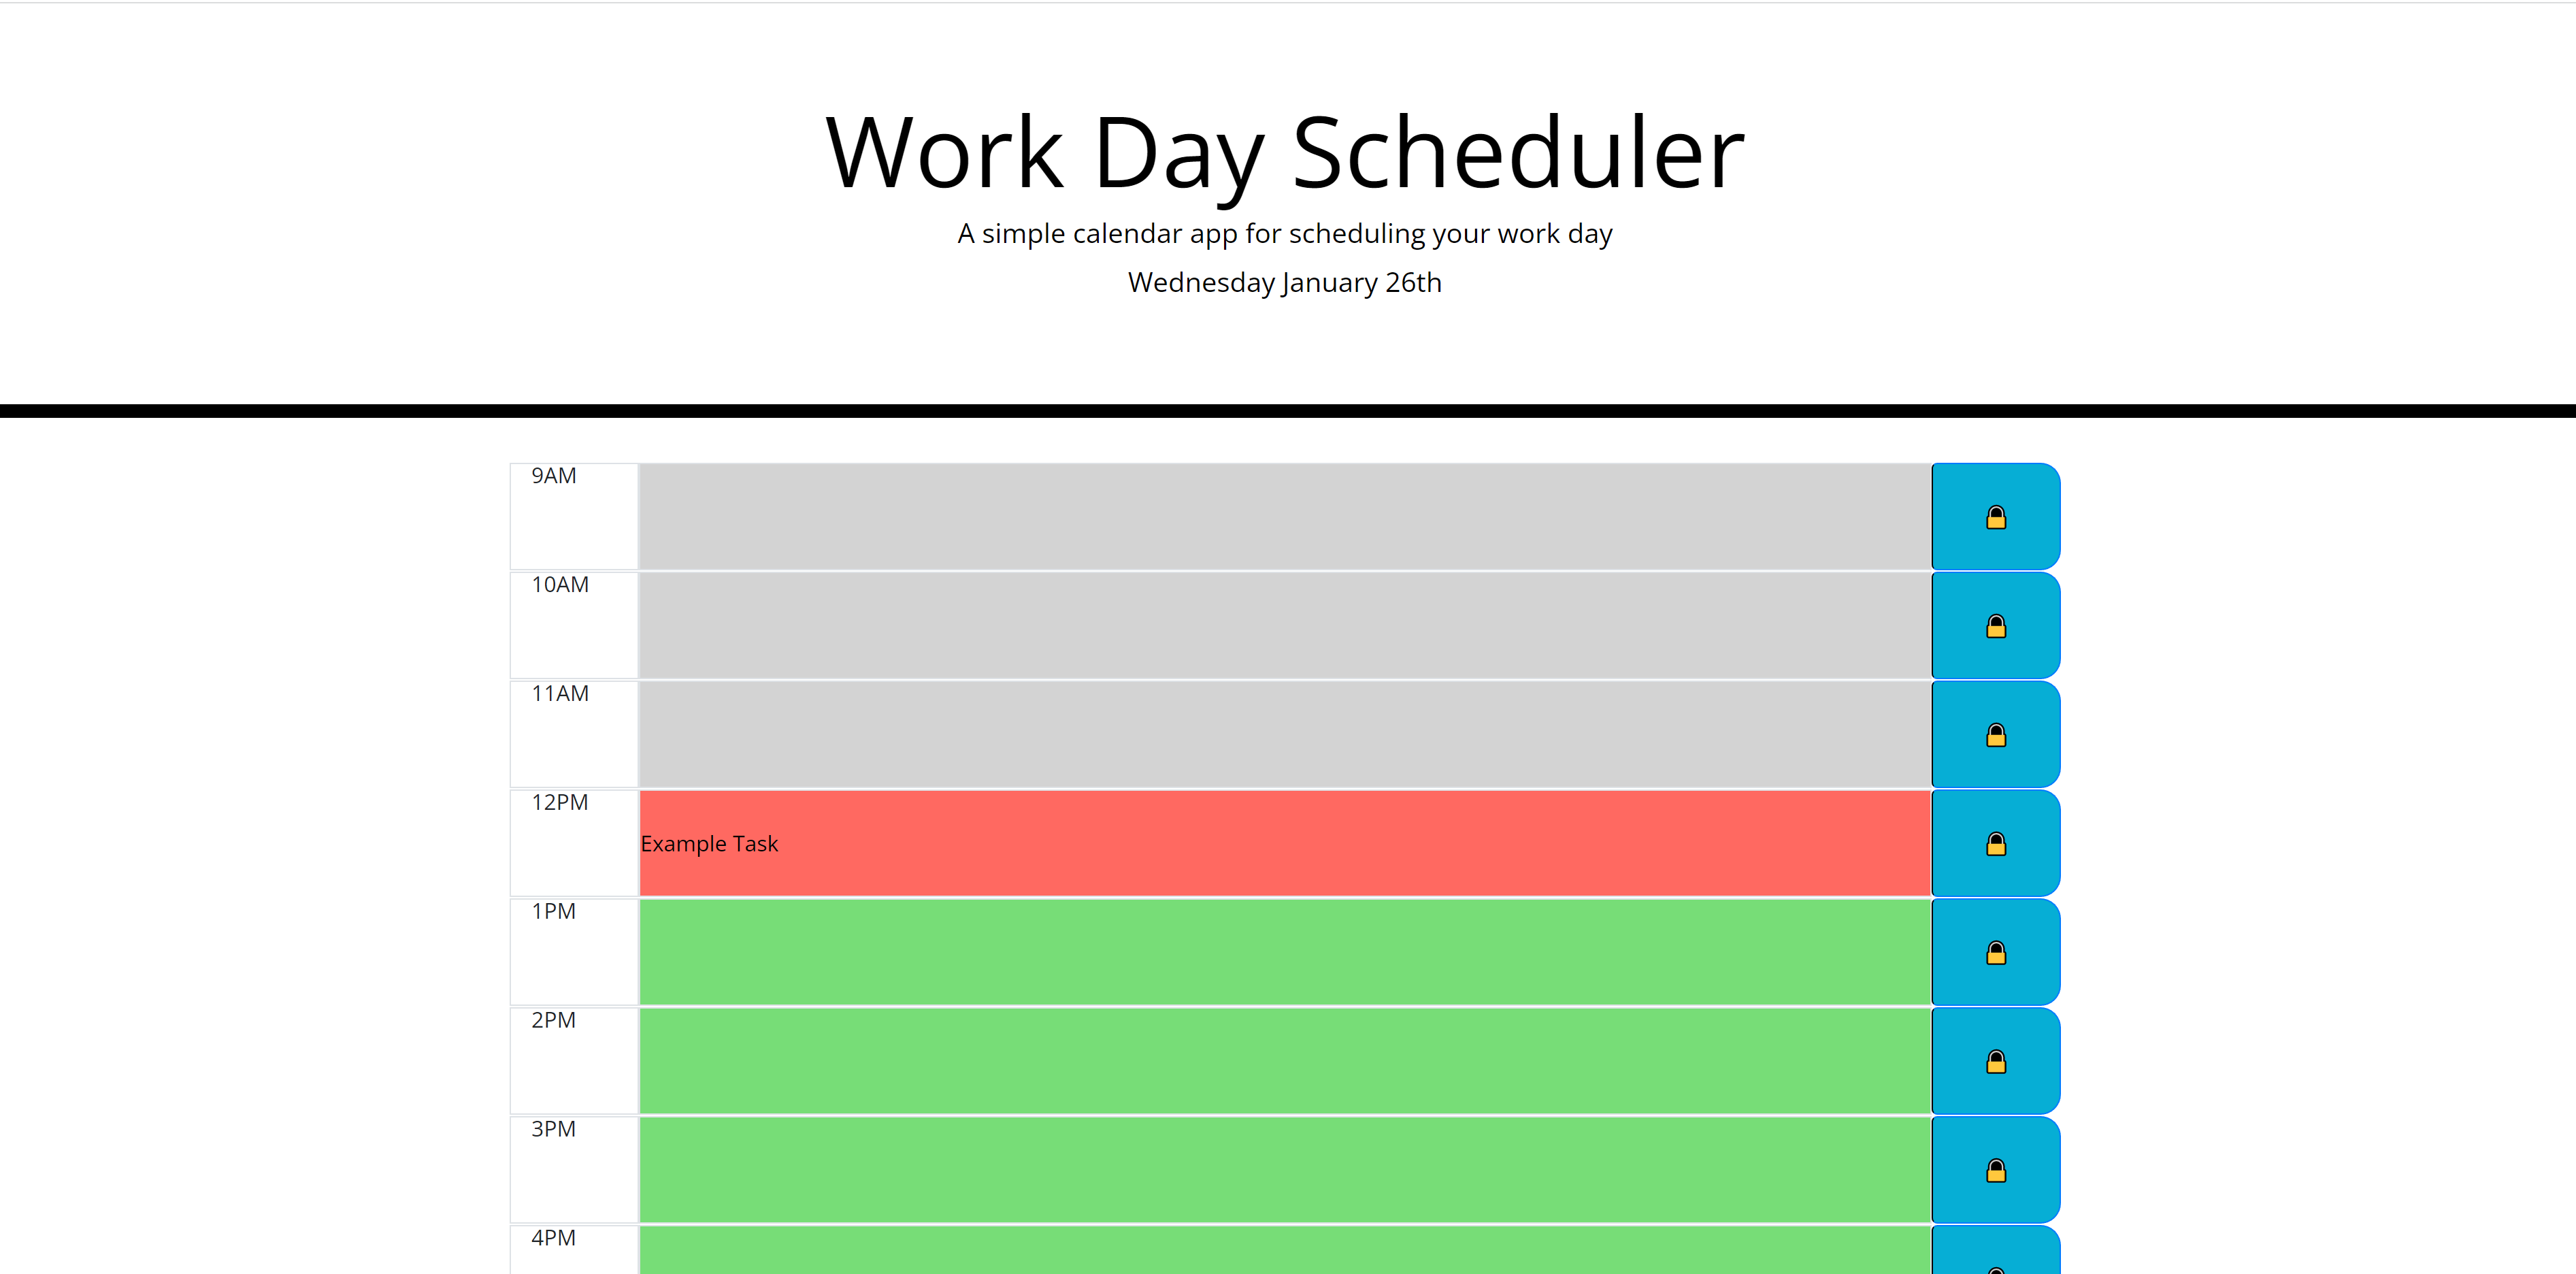 Work Day Scheduler
A simple calendar app for scheduling your work day
Wednesday January 26th
9AM
10AM
11AM
12PM
Example Task
1PM
2PM
3PM
4PM